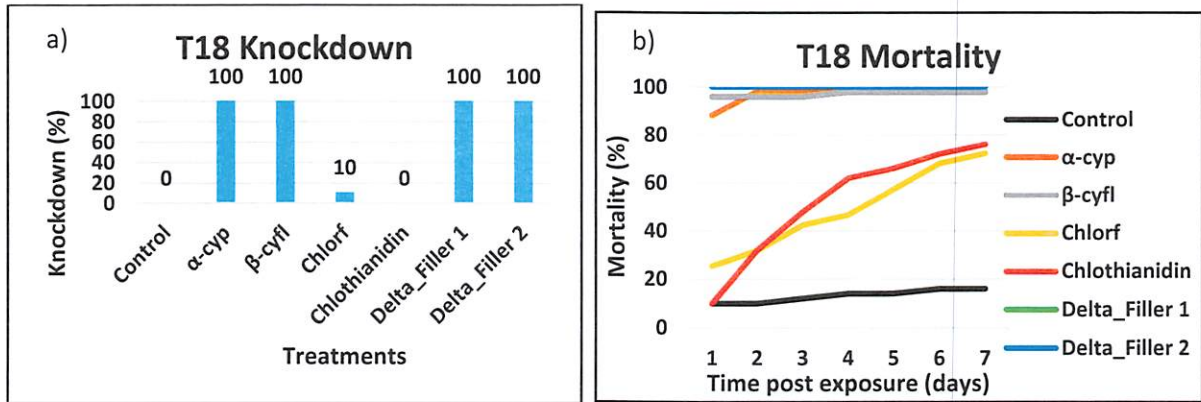 a)
T18 Knockdown
100 100 100 100
10
0 0
100
80
60
40
20
0
Knockdown (%)
Control
α-cyp
β-cyfl
Chlorf
Chlothianidin
Delta_Filler 1
Delta_Filler 2
Treatments
b)
T18 Mortality
100
80
60
40
20
0
Mortality (%)
1 2 3 4 5 6 7
Time post exposure (days)
Control
α-cyp
β-cyfl
Chlorf
Chlothianidin
Delta_Filler 1
Delta_Filler 2